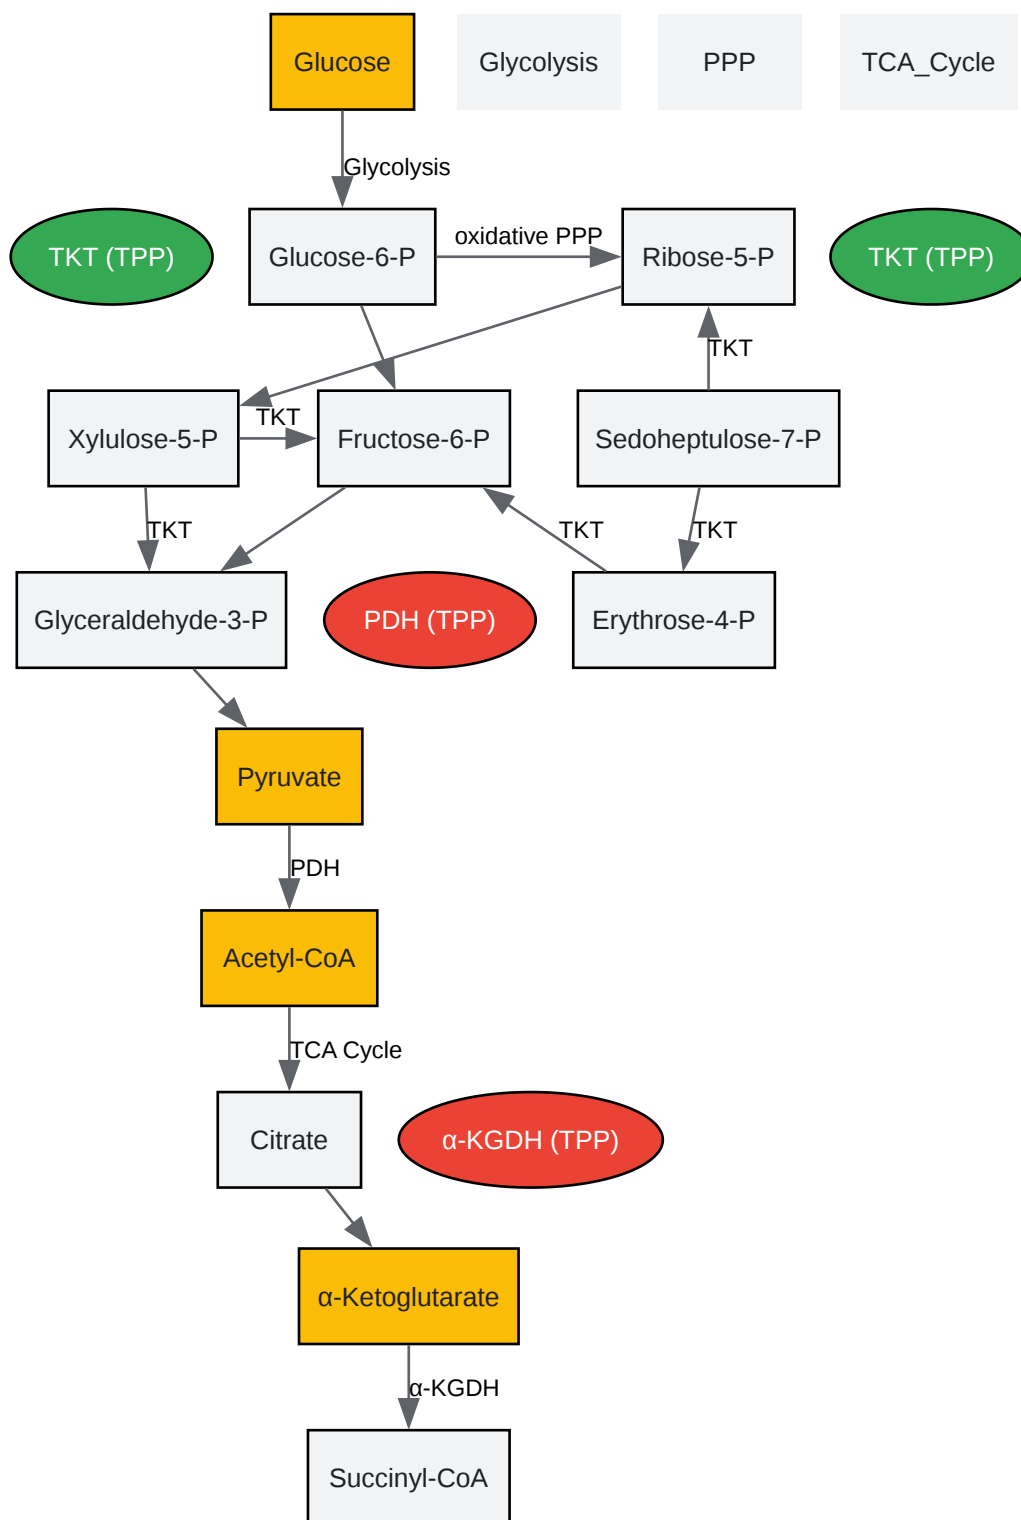 Glucose
Glycolysis
PPP
TCA_Cycle
Glycolysis
TKT (TPP)
Glucose-6-P
oxidative PPP
Ribose-5-P
TKT (TPP)
TKT
Xylulose-5-P
TKT
Fructose-6-P
Sedoheptulose-7-P
TKT
TKT
TKT
Glyceraldehyde-3-P
PDH (TPP)
Erythrose-4-P
Pyruvate
PDH
Acetyl-CoA
TCA Cycle
Citrate
α-KGDH (TPP)
α-Ketoglutarate
α-KGDH
Succinyl-CoA